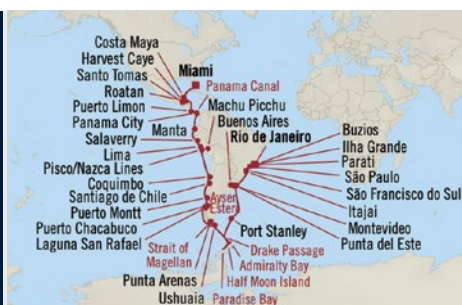 Costa Maya
Harvest Caye
Santo Tomas
Roatan
Puerto Limon
Panama City
Manta
Salaverry
Lima
Pisco/Nazca Lines
Coquimbo
Santiago de Chile
Puerto Montt
Puerto Chacabuco
Laguna San Rafael
Strait of
Magellan
Punta Arenas
Ushuaia
Miami
Panama Canal
Machu Picchu
Buenos Aires
Rio de Janeiro
Aysen
Estero
Port Stanley
Drake Passage
Admiralty Bay
Half Moon Island
Paradise Bay
Buzios
Ilha Grande
Parati
São Paulo
São Francisco do Sul
Itajai
Montevideo
Punta del Este